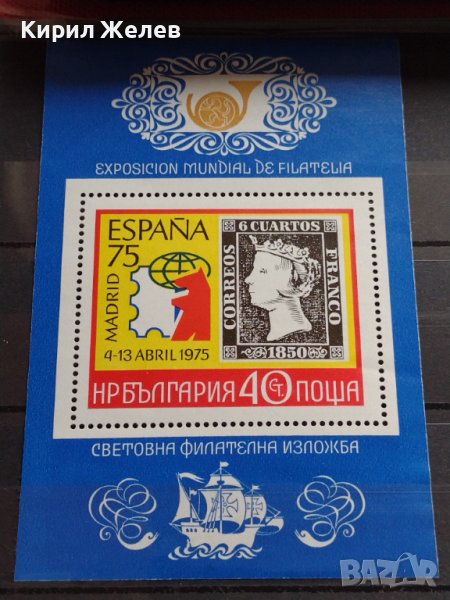 Кирил Желев
EXPOSICION MUNDIAL DE FILATELIA
ESPAÑA
75
MADRID
4-13 ABRIL 1975
6 CUARTOS
CORREOS
FRANCO
1850
НРБЪЛГАРИЯ 40 СТ. ПОЩА
СВЕТОВНА ФИЛАТЕЛНА ИЗЛОЖБА
BAZAR